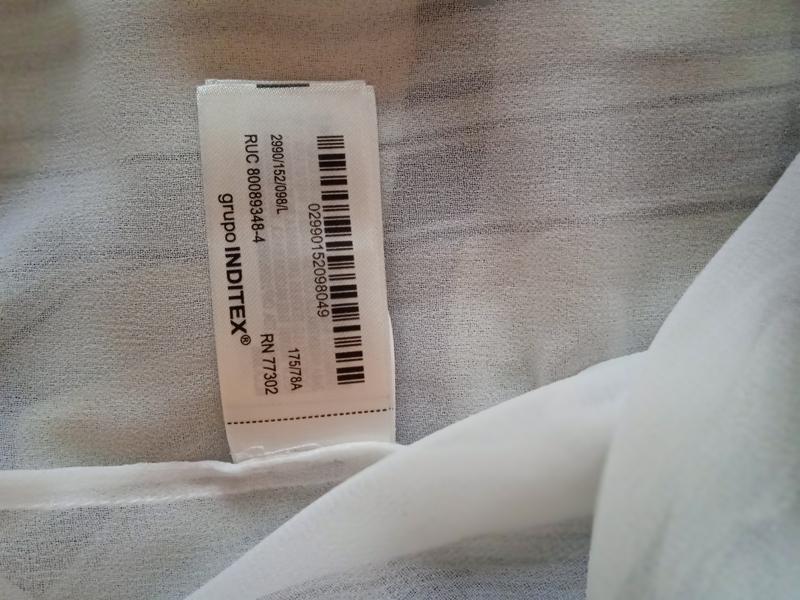 02990152098049
2990/152/098/L 175/78A
RUC 80089348-4 RN 77302
grupo INDITEX®